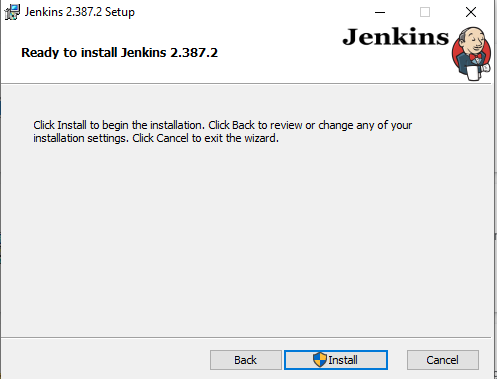 Jenkins 2.387.2 Setup
Jenkins
Ready to install Jenkins 2.387.2
Click Install to begin the installation. Click Back to review or change any of your
installation settings. Click Cancel to exit the wizard.
Back
Install
Cancel